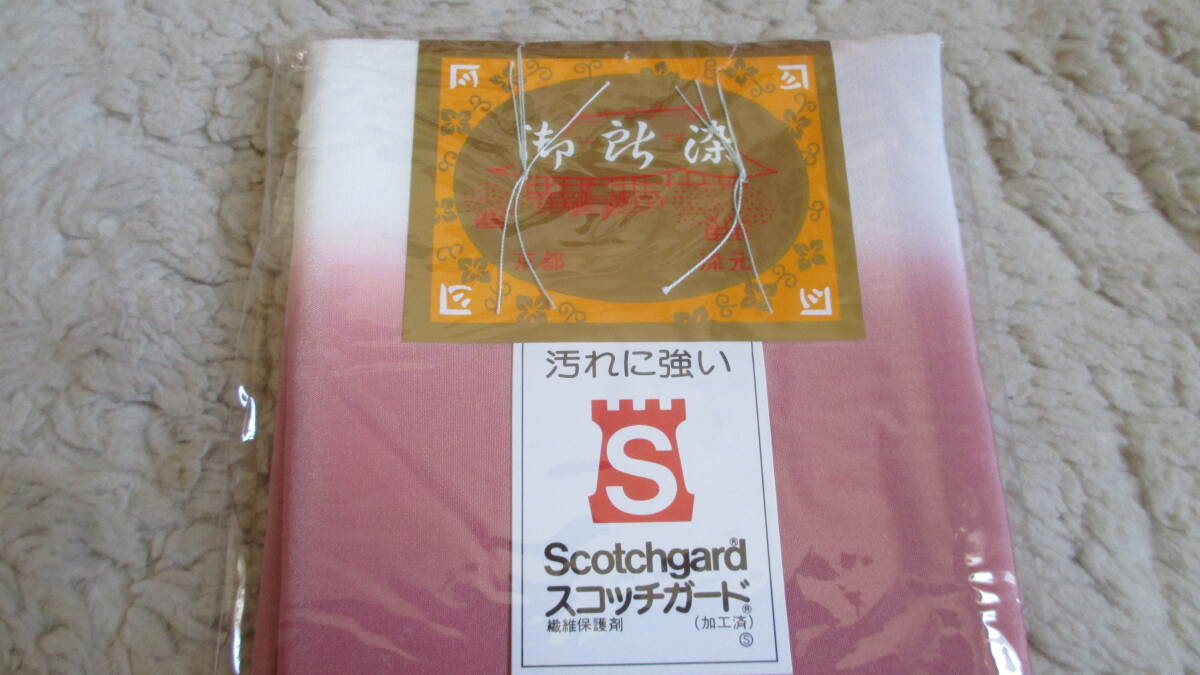 御所染
京都 染元
汚れに強い
S
Scotchgard®
スコッチガード®
繊維保護剤 (加工済)
Ⓢ